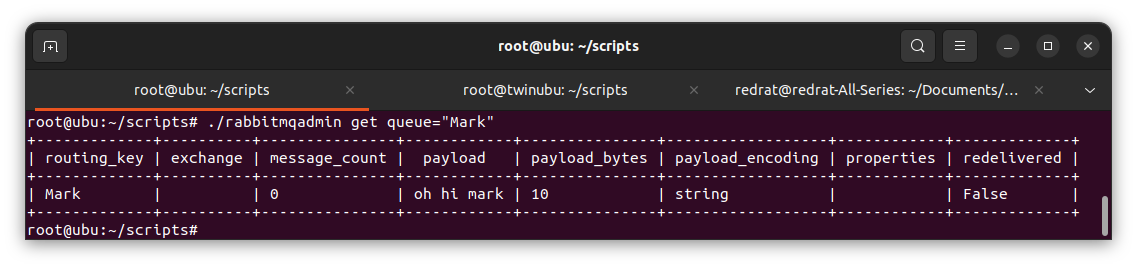 root@ubu: ~/scripts
root@ubu: ~/scripts × root@twinubu: ~/scripts × redrat@redrat-All-Series: ~/Documents/… ×
root@ubu:~/scripts# ./rabbitmqadmin get queue="Mark"
+-------------+----------+---------------+------------+---------------+------------------+------------+-------------+
| routing_key | exchange | message_count |  payload   | payload_bytes | payload_encoding | properties | redelivered |
+-------------+----------+---------------+------------+---------------+------------------+------------+-------------+
| Mark        |          | 0             | oh hi mark | 10            | string           |            | False       |
+-------------+----------+---------------+------------+---------------+------------------+------------+-------------+
root@ubu:~/scripts#